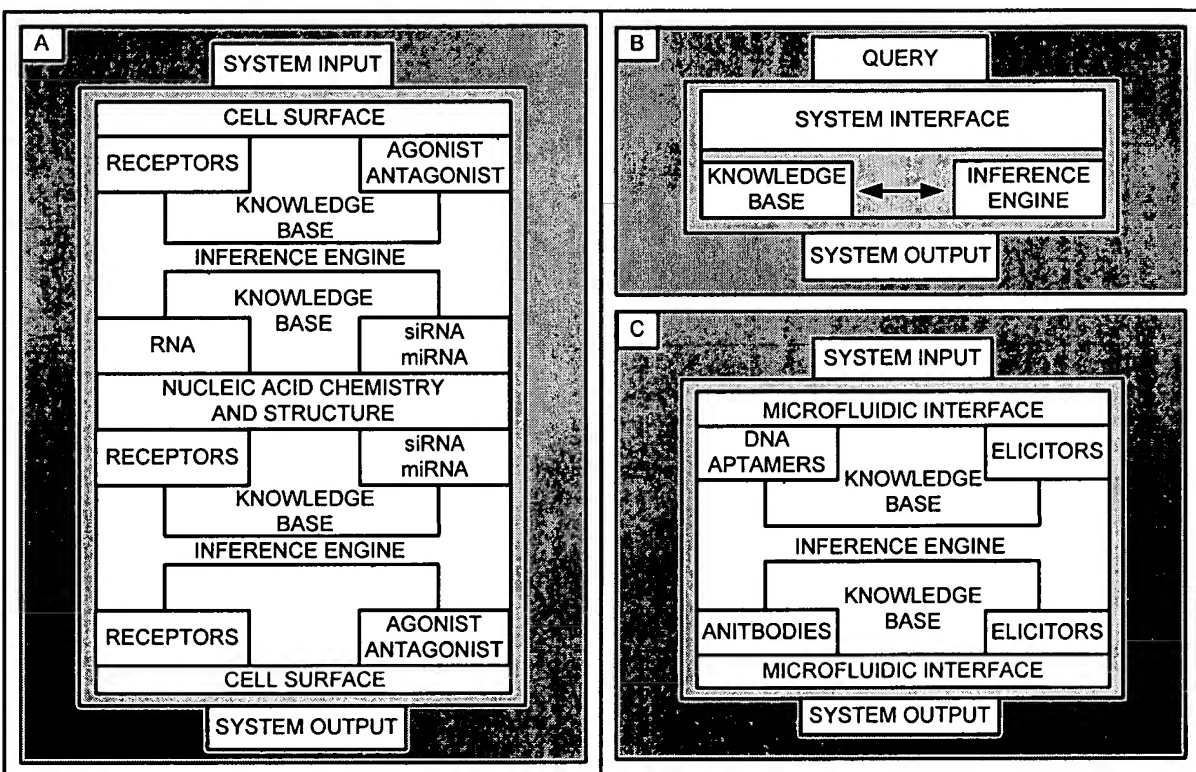 A
SYSTEM INPUT
CELL SURFACE
RECEPTORS
AGONIST
ANTAGONIST
KNOWLEDGE
BASE
INFERENCE ENGINE
KNOWLEDGE
BASE
RNA
siRNA
miRNA
NUCLEIC ACID CHEMISTRY
AND STRUCTURE
RECEPTORS
siRNA
miRNA
KNOWLEDGE
BASE
INFERENCE ENGINE
RECEPTORS
AGONIST
ANTAGONIST
CELL SURFACE
SYSTEM OUTPUT
B
QUERY
SYSTEM INTERFACE
KNOWLEDGE
BASE
INFERENCE
ENGINE
SYSTEM OUTPUT
C
SYSTEM INPUT
MICROFLUIDIC INTERFACE
DNA
APTAMERS
KNOWLEDGE
BASE
ELICITORS
INFERENCE ENGINE
KNOWLEDGE
BASE
ANITBODIES
ELICITORS
MICROFLUIDIC INTERFACE
SYSTEM OUTPUT